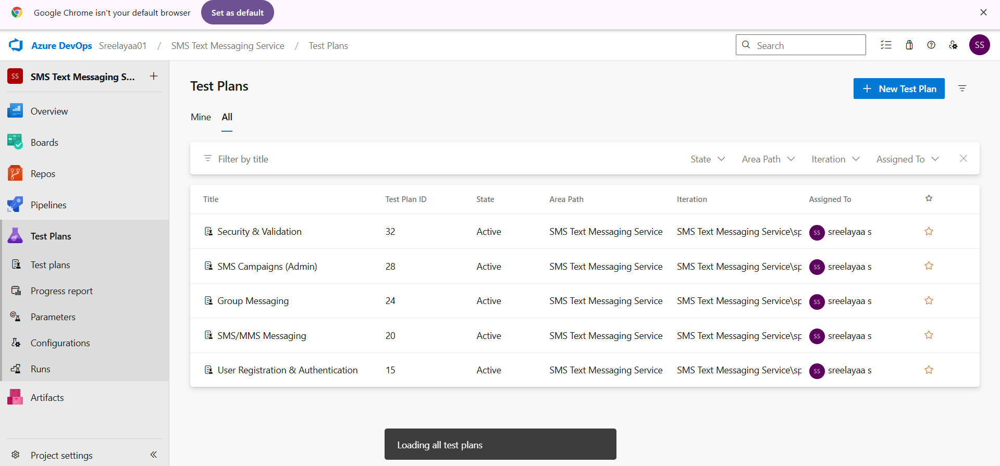 Google Chrome isn't your default browser Set as default
Azure DevOps Sreelayaa01 / SMS Text Messaging Service / Test Plans Search SS
SS SMS Text Messaging S...
Overview
Boards
Repos
Pipelines
Test Plans
Test plans
Progress report
Parameters
Configurations
Runs
Artifacts
Project settings
Test Plans
New Test Plan
Mine All
Filter by title State Area Path Iteration Assigned To
Title Test Plan ID State Area Path Iteration Assigned To
Security & Validation 32 Active SMS Text Messaging Service SMS Text Messaging Service\sp SS sreelayaa s
SMS Campaigns (Admin) 28 Active SMS Text Messaging Service SMS Text Messaging Service\sp SS sreelayaa s
Group Messaging 24 Active SMS Text Messaging Service SMS Text Messaging Service\sp SS sreelayaa s
SMS/MMS Messaging 20 Active SMS Text Messaging Service SMS Text Messaging Service\sp SS sreelayaa s
User Registration & Authentication 15 Active SMS Text Messaging Service SMS Text Messaging Service\sp SS sreelayaa s
Loading all test plans